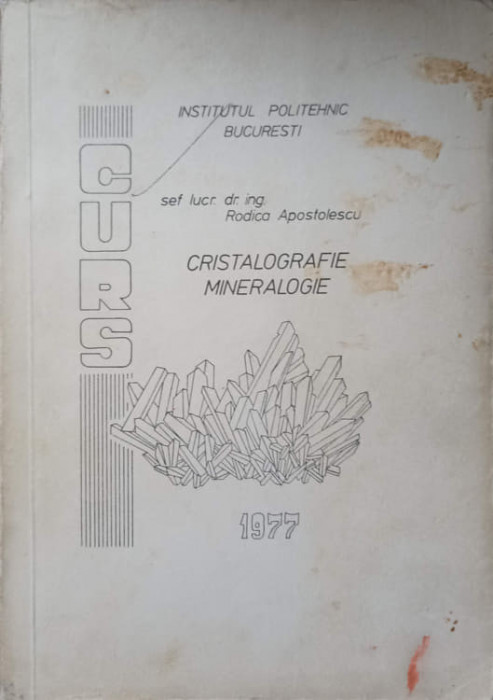 INSTITUTUL POLITEHNIC
BUCURESTI
CURS
sef lucr. dr. ing.
Rodica Apostolescu
CRISTALOGRAFIE
MINERALOGIE
1977